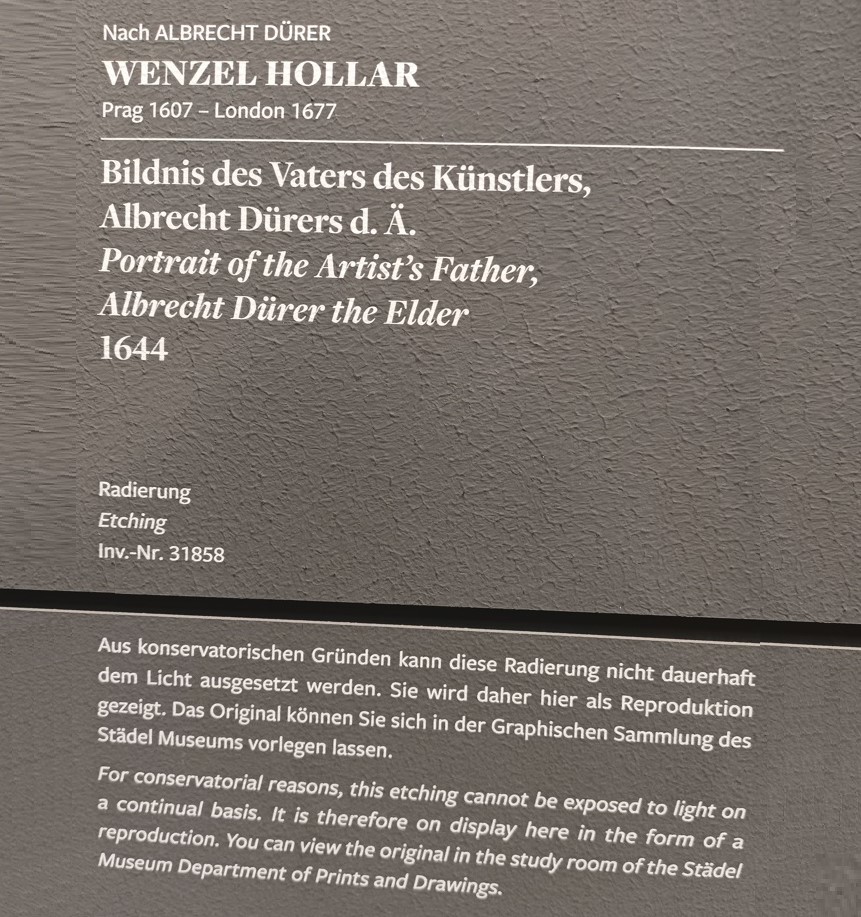 Nach ALBRECHT DÜRER
WENZEL HOLLAR
Prag 1607 – London 1677
Bildnis des Vaters des Künstlers,
Albrecht Dürers d. Ä.
Portrait of the Artist’s Father,
Albrecht Dürer the Elder
1644
Radierung
Etching
Inv.-Nr. 31858
Aus konservatorischen Gründen kann diese Radierung nicht dauerhaft
dem Licht ausgesetzt werden. Sie wird daher hier als Reproduktion
gezeigt. Das Original können Sie sich in der Graphischen Sammlung des
Städel Museums vorlegen lassen.
For conservatorial reasons, this etching cannot be exposed to light on
a continual basis. It is therefore on display here in the form of a
reproduction. You can view the original in the study room of the Städel
Museum Department of Prints and Drawings.